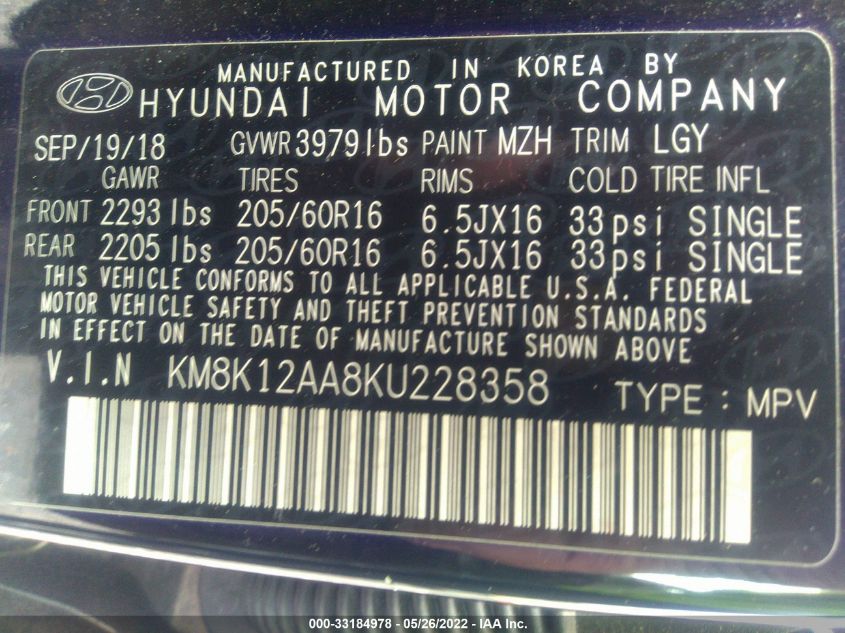 MANUFACTURED IN KOREA BY
HYUNDAI MOTOR COMPANY
SEP/19/18 GVWR 3979 lbs PAINT MZH TRIM LGY
GAWR TIRES RIMS COLD TIRE INFL
FRONT 2293 lbs 205/60R16 6.5JX16 33psi SINGLE
REAR 2205 lbs 205/60R16 6.5JX16 33psi SINGLE
THIS VEHICLE CONFORMS TO ALL APPLICABLE U.S.A. FEDERAL
MOTOR VEHICLE SAFETY AND THEFT PREVENTION STANDARDS
IN EFFECT ON THE DATE OF MANUFACTURE SHOWN ABOVE
V.I.N KM8K12AA8KU228358 TYPE : MPV
000-33184978 - 05/26/2022 - IAA Inc.